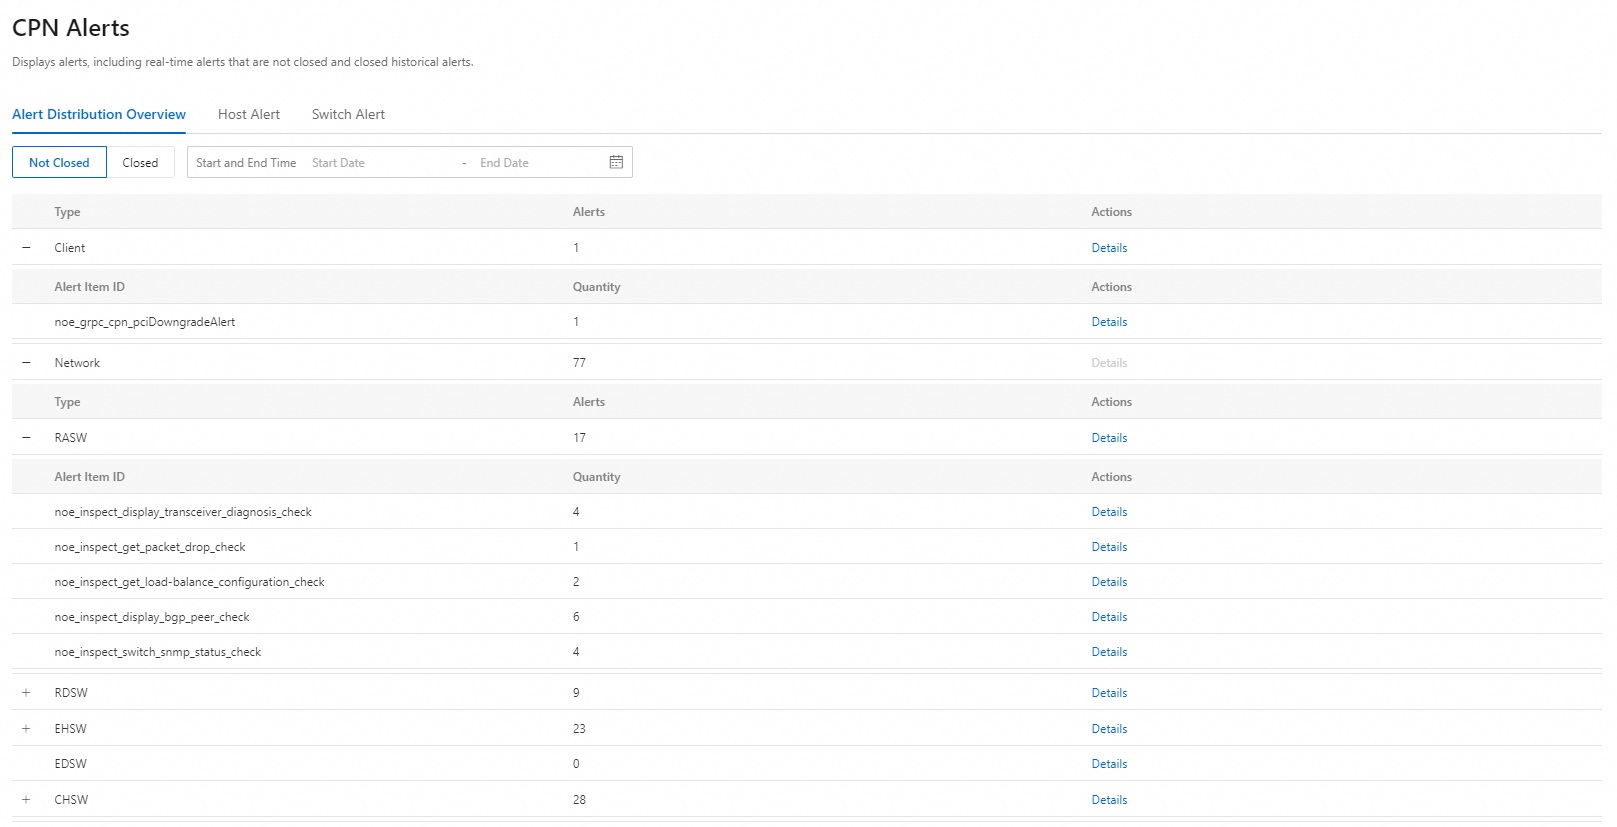 CPN Alerts
Displays alerts, including real-time alerts that are not closed and closed historical alerts.
Alert Distribution Overview Host Alert Switch Alert
Not Closed Closed Start and End Time Start Date - End Date
Type Alerts Actions
− Client 1 Details
Alert Item ID Quantity Actions
noe_grpc_cpn_pciDowngradeAlert 1 Details
− Network 77 Details
Type Alerts Actions
− RASW 17 Details
Alert Item ID Quantity Actions
noe_inspect_display_transceiver_diagnosis_check 4 Details
noe_inspect_get_packet_drop_check 1 Details
noe_inspect_get_load-balance_configuration_check 2 Details
noe_inspect_display_bgp_peer_check 6 Details
noe_inspect_switch_snmp_status_check 4 Details
+ RDSW 9 Details
+ EHSW 23 Details
EDSW 0 Details
+ CHSW 28 Details